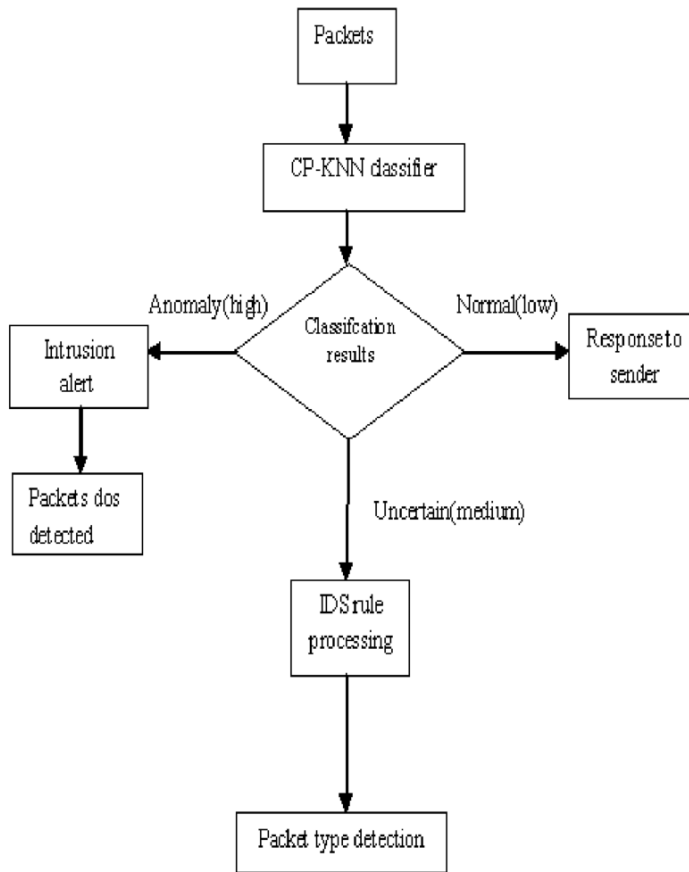 Packets
CP-KNN classifier
Anomaly(high)
Normal(low)
Classifcation
results
Intrusion
alert
Response to
sender
Packets dos
detected
Uncertain(medium)
IDS rule
processing
Packet type detection